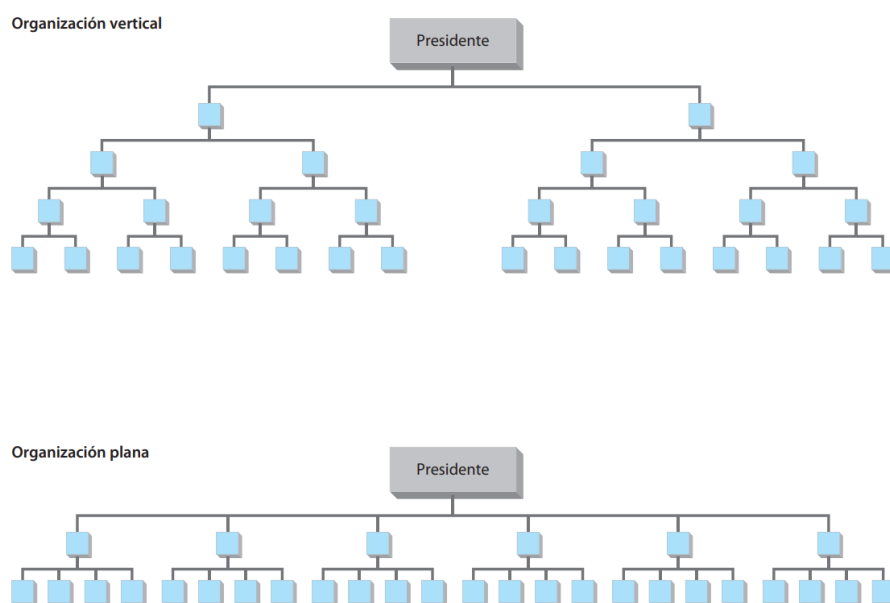 Organización vertical
Presidente
Organización plana
Presidente